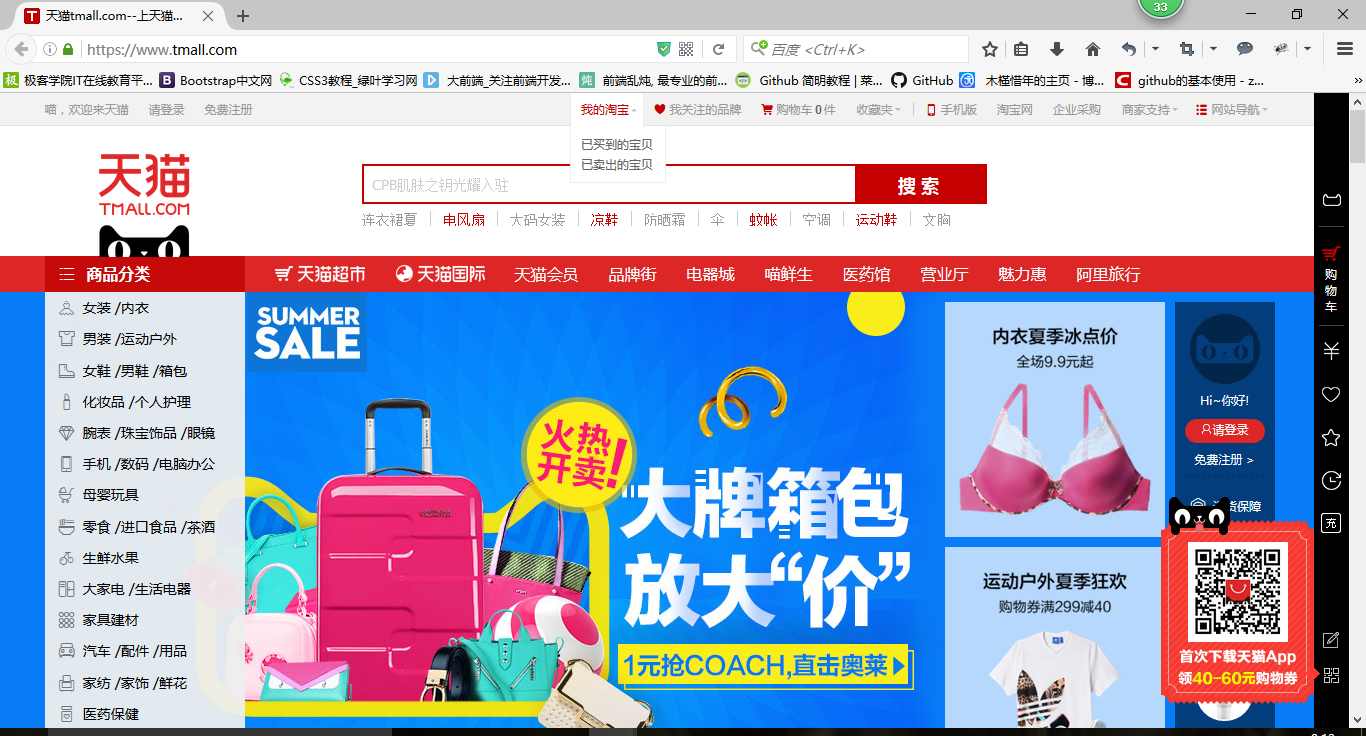 33
天猫tmall.com--上天猫...
https://www.tmall.com
百度 <Ctrl+K>
极客学院IT在线教育平...
Bootstrap中文网
CSS3教程_绿叶学习网
大前端_关注前端开发...
前端乱炖, 最专业的前...
Github 简明教程 | 菜...
GitHub
木槿惜年的主页 - 博...
github的基本使用 - z...
喵，欢迎来天猫 请登录 免费注册
我的淘宝 我关注的品牌 购物车 0 件 收藏夹 手机版 淘宝网 企业采购 商家支持 网站导航
已买到的宝贝
已卖出的宝贝
天猫
TMALL.COM
CPB肌肤之钥光耀入驻
搜 索
连衣裙夏 电风扇 大码女装 凉鞋 防晒霜 伞 蚊帐 空调 运动鞋 文胸
商品分类 天猫超市 天猫国际 天猫会员 品牌街 电器城 喵鲜生 医药馆 营业厅 魅力惠 阿里旅行
女装 /内衣
男装 /运动户外
女鞋 /男鞋 /箱包
化妆品 /个人护理
腕表 /珠宝饰品 /眼镜
手机 /数码 /电脑办公
母婴玩具
零食 /进口食品 /茶酒
生鲜水果
大家电 /生活电器
家具建材
汽车 /配件 /用品
家纺 /家饰 /鲜花
医药保健
SUMMER
SALE
火热
开卖!
大牌箱包
放大“价”
1元抢COACH,直击奥莱
内衣夏季冰点价
全场9.9元起
运动户外夏季狂欢
购物券满299减40
Hi~你好!
请登录
免费注册 >
货保障
首次下载天猫App
领40-60元购物券
购
物
车
充